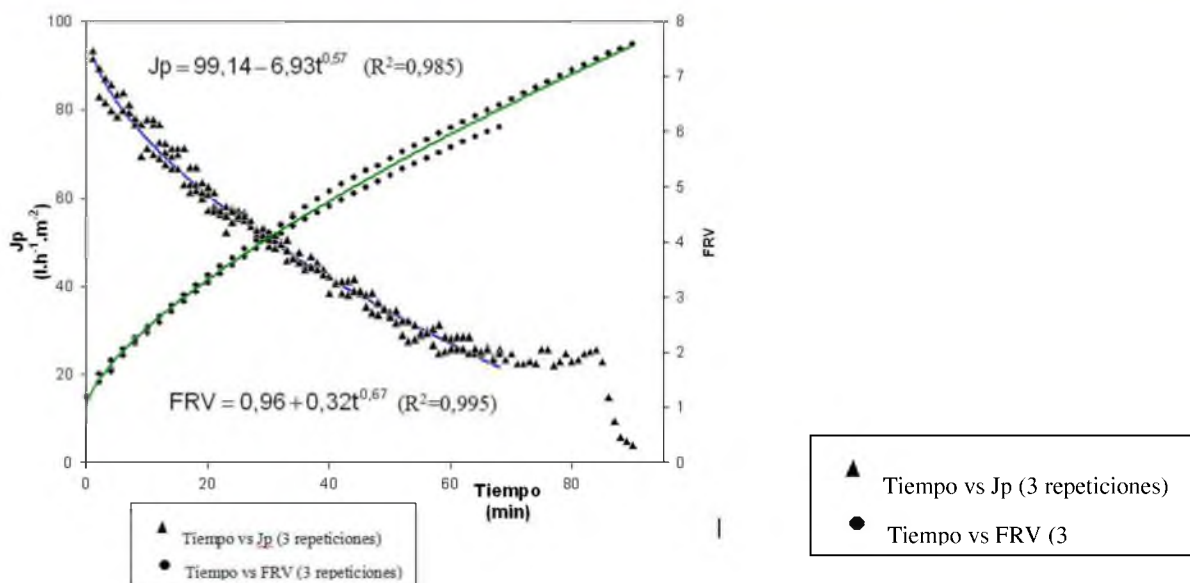 100
80
60
40
20
0
Jp
(l.h⁻¹.m⁻²)
Jp = 99,14 – 6,93t^0,57 (R²=0,985)
FRV = 0,96 + 0,32t^0,67 (R²=0,995)
8
7
6
5
4
3
2
1
0
FRV
0 20 40 60 80
Tiempo
(min)
▲ Tiempo vs Jp (3 repeticiones)
● Tiempo vs FRV (3 repeticiones)
▲ Tiempo vs Jp (3 repeticiones)
● Tiempo vs FRV (3